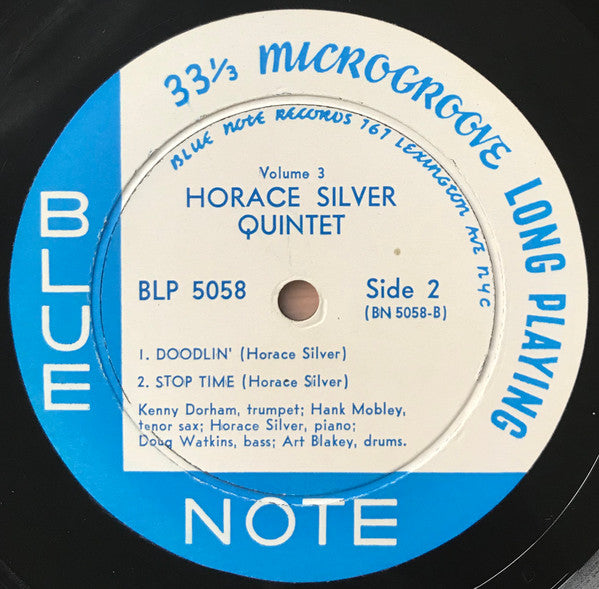 33⅓ MICROGROOVE LONG PLAYING
BLUE NOTE RECORDS 767 LEXINGTON AVE NYC
Volume 3
HORACE SILVER
QUINTET
BLP 5058
Side 2
(BN 5058-B)
1. DOODLIN' (Horace Silver)
2. STOP TIME (Horace Silver)
Kenny Dorham, trumpet; Hank Mobley,
tenor sax; Horace Silver, piano;
Doug Watkins, bass; Art Blakey, drums.
BLUE
NOTE